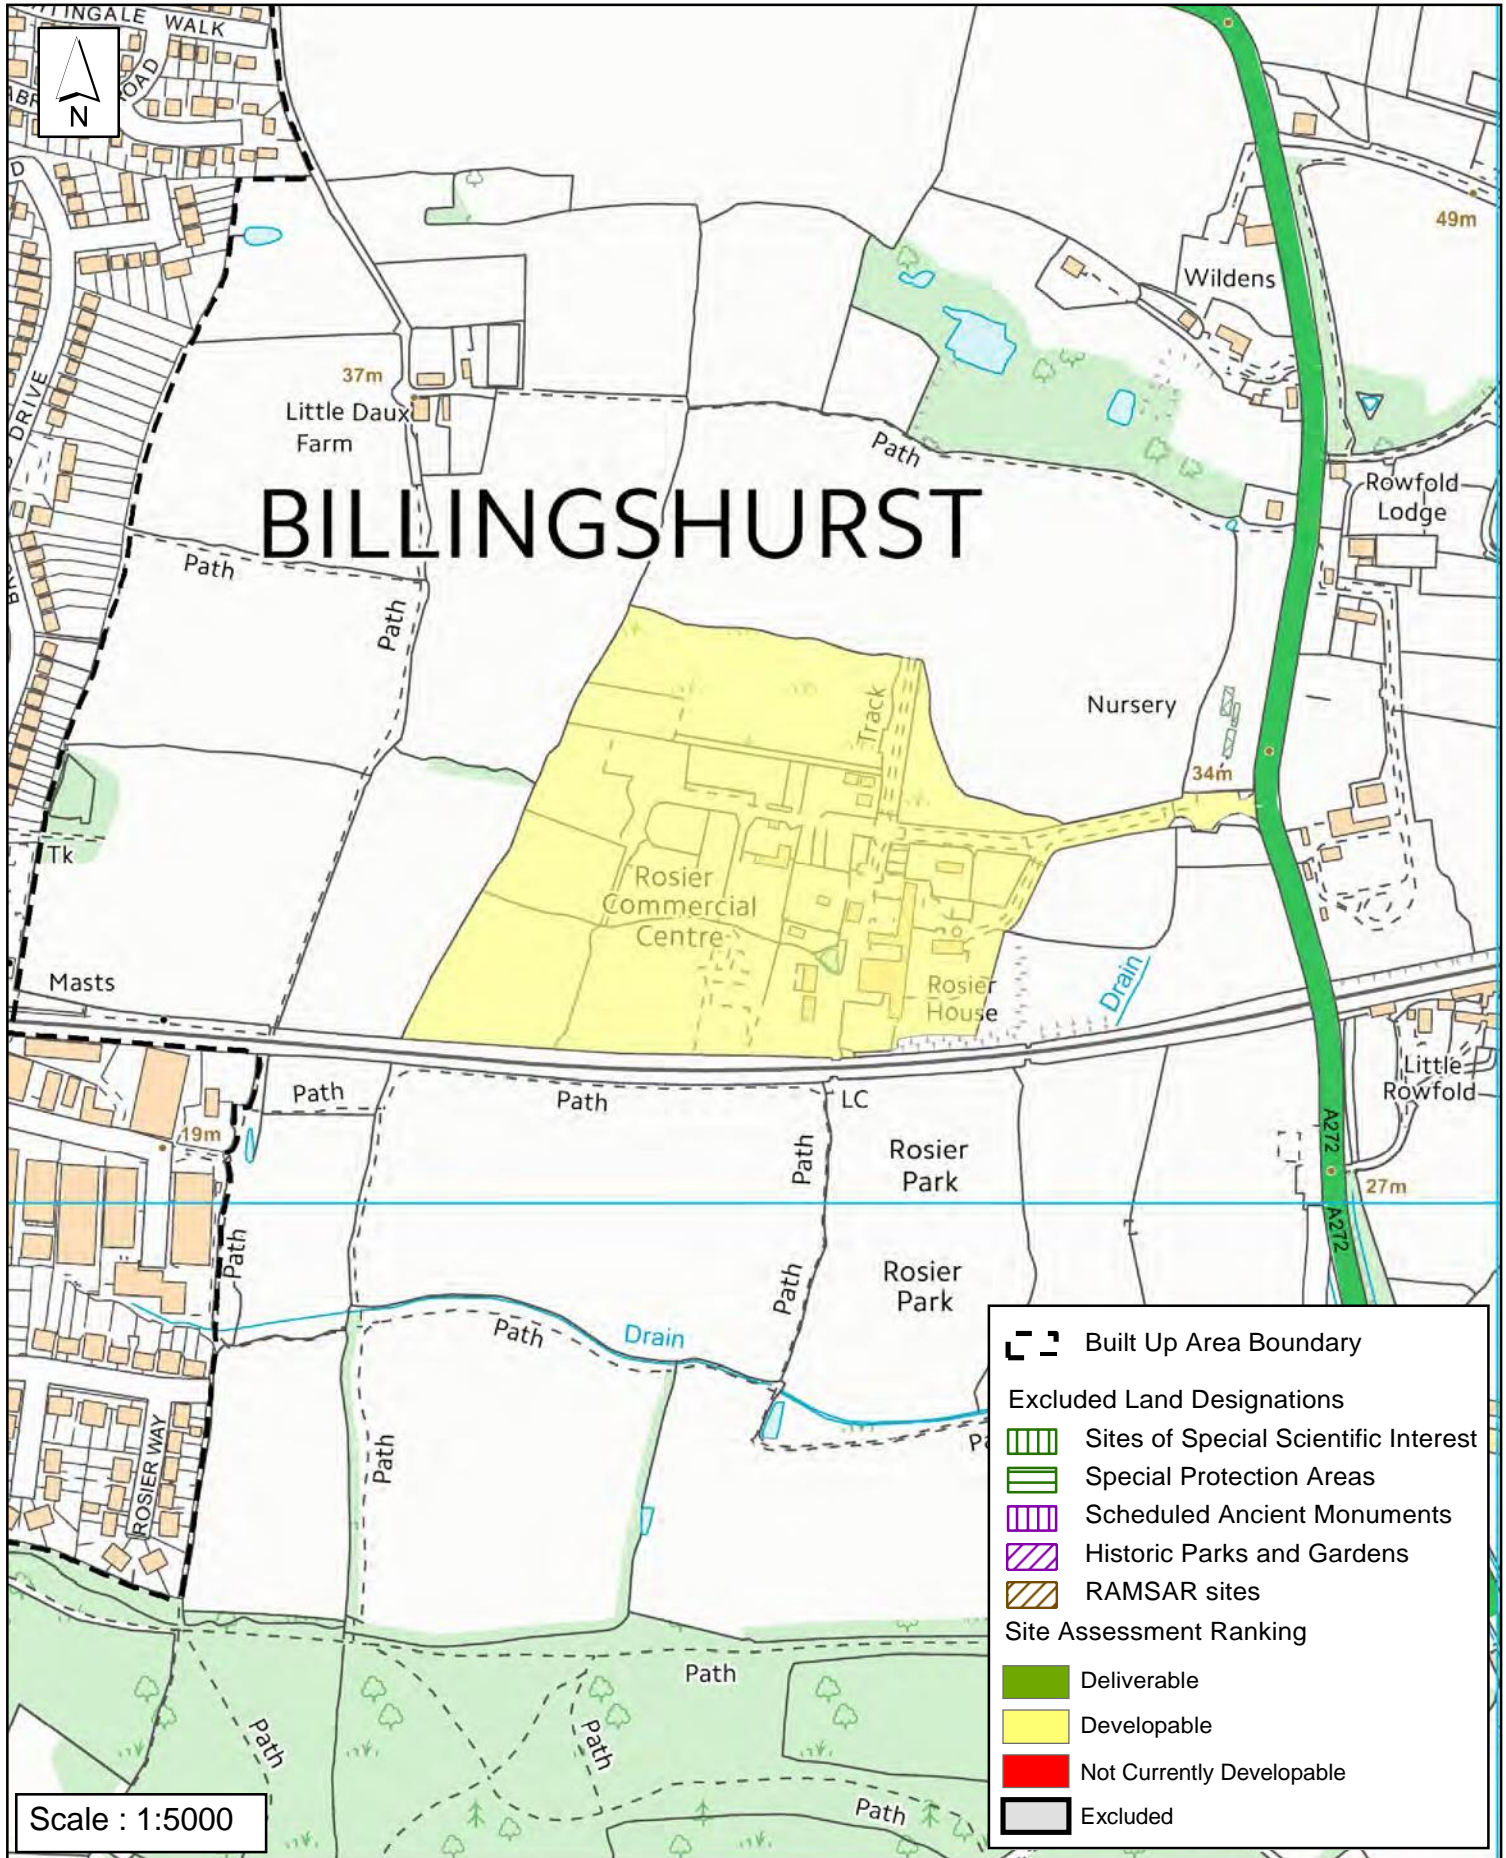 TINGALE WALK
ROAD
N
D
49m
Wildens
37m
Little Daux
Farm
DRIVE
Path
Rowfold
Lodge
BILLINGSHURST
Path
Path
Track
Nursery
34m
Tk
Rosier
Commercial
Centre
Masts
Rosier
House
Drain
Little
Rowfold
Path
Path
LC
A272
19m
Path
Rosier
Park
27m
Path
A272
Path
Rosier
Park
Path
Drain
ROSIER WAY
Path
Pa
Path
Path
Path
Path
Scale : 1:5000
Built Up Area Boundary
Excluded Land Designations
Sites of Special Scientific Interest
Special Protection Areas
Scheduled Ancient Monuments
Historic Parks and Gardens
RAMSAR sites
Site Assessment Ranking
Deliverable
Developable
Not Currently Developable
Excluded